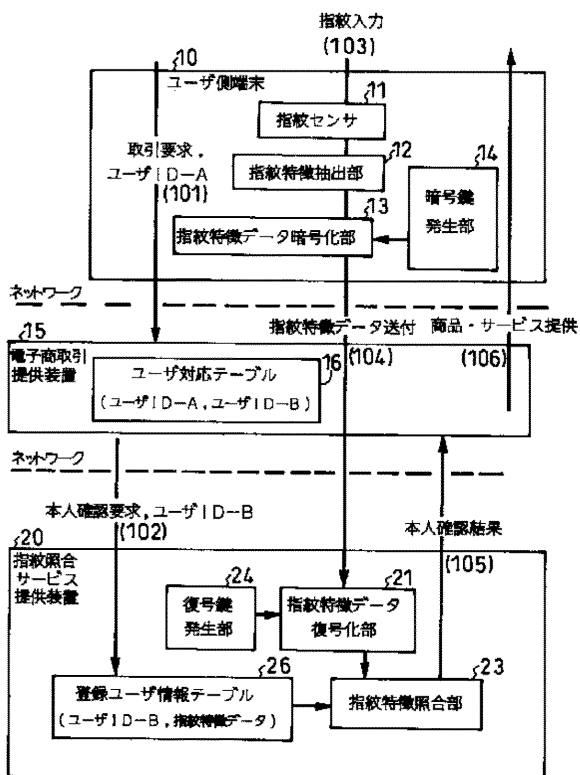 指紋入力
(103)
10
ユーザ側端末
11
指紋センサ
取引要求,
ユーザID-A
(101)
12
指紋特徴抽出部
14
暗号鍵
発生部
13
指紋特徴データ暗号化部
ネットワーク
15
指紋特徴データ送付
商品・サービス提供
電子商取引
提供装置
(104)
(106)
16
ユーザ対応テーブル
(ユーザID-A,ユーザID-B)
ネットワーク
本人確認要求,ユーザID-B
(102)
本人確認結果
(105)
20
指紋照合
サービス
提供装置
24
復号鍵
発生部
21
指紋特徴データ
復号化部
26
登録ユーザ情報テーブル
(ユーザID-B,指紋特徴データ)
23
指紋特徴照合部